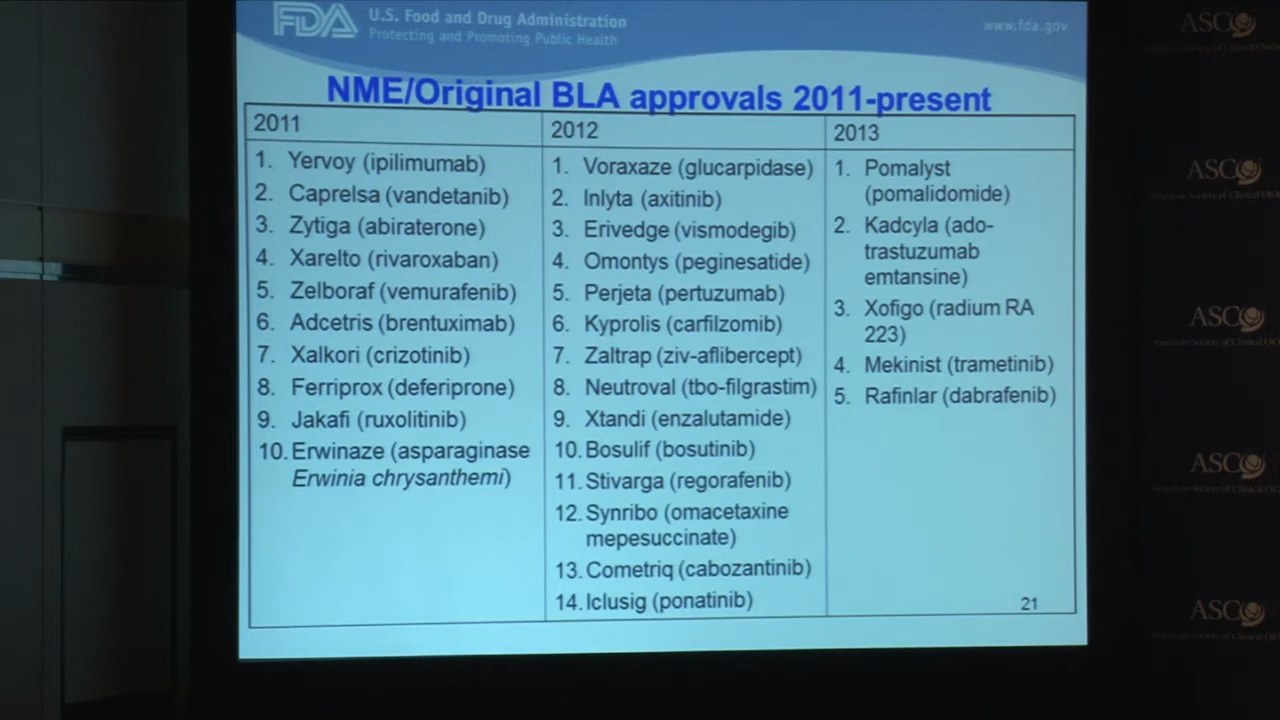 FDA U.S. Food and Drug Administration
Protecting and Promoting Public Health
www.fda.gov
NME/Original BLA approvals 2011-present
2011
1. Yervoy (ipilimumab)
2. Caprelsa (vandetanib)
3. Zytiga (abiraterone)
4. Xarelto (rivaroxaban)
5. Zelboraf (vemurafenib)
6. Adcetris (brentuximab)
7. Xalkori (crizotinib)
8. Ferriprox (deferiprone)
9. Jakafi (ruxolitinib)
10. Erwinaze (asparaginase
Erwinia chrysanthemi)
2012
1. Voraxaze (glucarpidase)
2. Inlyta (axitinib)
3. Erivedge (vismodegib)
4. Omontys (peginesatide)
5. Perjeta (pertuzumab)
6. Kyprolis (carfilzomib)
7. Zaltrap (ziv-aflibercept)
8. Neutroval (tbo-filgrastim)
9. Xtandi (enzalutamide)
10. Bosulif (bosutinib)
11. Stivarga (regorafenib)
12. Synribo (omacetaxine
mepesuccinate)
13. Cometriq (cabozantinib)
14. Iclusig (ponatinib)
2013
1. Pomalyst
(pomalidomide)
2. Kadcyla (ado-
trastuzumab
emtansine)
3. Xofigo (radium RA
223)
4. Mekinist (trametinib)
5. Rafinlar (dabrafenib)
21
ASCO
ASCO
ASCO
ASCO
ASCO